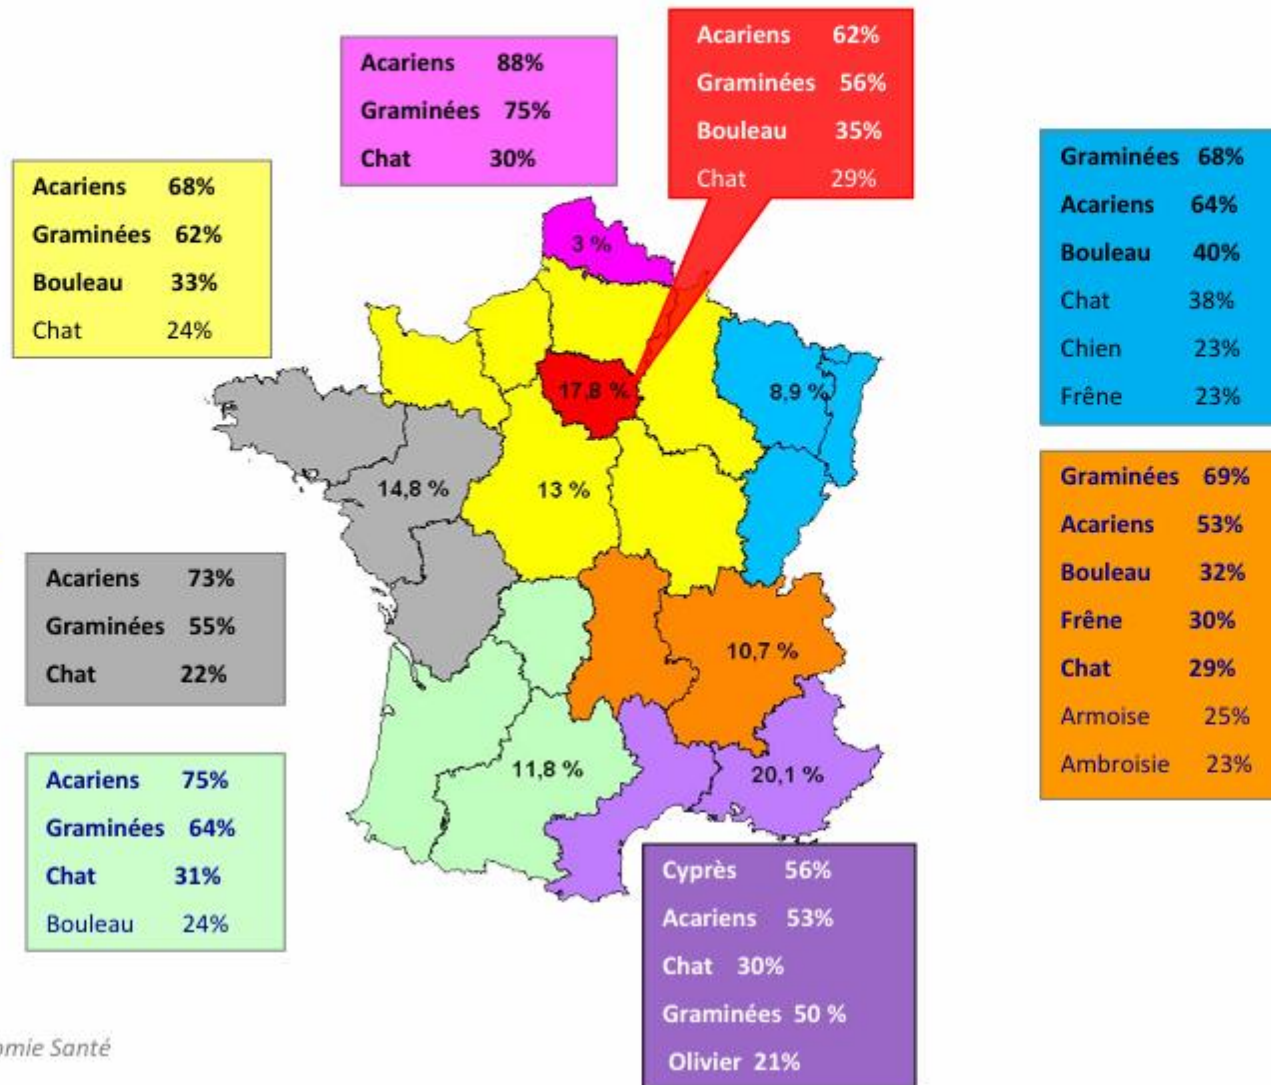 Acariens 88%
Graminées 75%
Chat 30%
Acariens 62%
Graminées 56%
Bouleau 35%
Chat 29%
Acariens 68%
Graminées 62%
Bouleau 33%
Chat 24%
Graminées 68%
Acariens 64%
Bouleau 40%
Chat 38%
Chien 23%
Frêne 23%
3 %
17,8 %
8,9 %
14,8 %
13 %
10,7 %
11,8 %
20,1 %
Acariens 73%
Graminées 55%
Chat 22%
Graminées 69%
Acariens 53%
Bouleau 32%
Frêne 30%
Chat 29%
Armoise 25%
Ambroisie 23%
Acariens 75%
Graminées 64%
Chat 31%
Bouleau 24%
Cyprès 56%
Acariens 53%
Chat 30%
Graminées 50 %
Olivier 21%
omie Santé